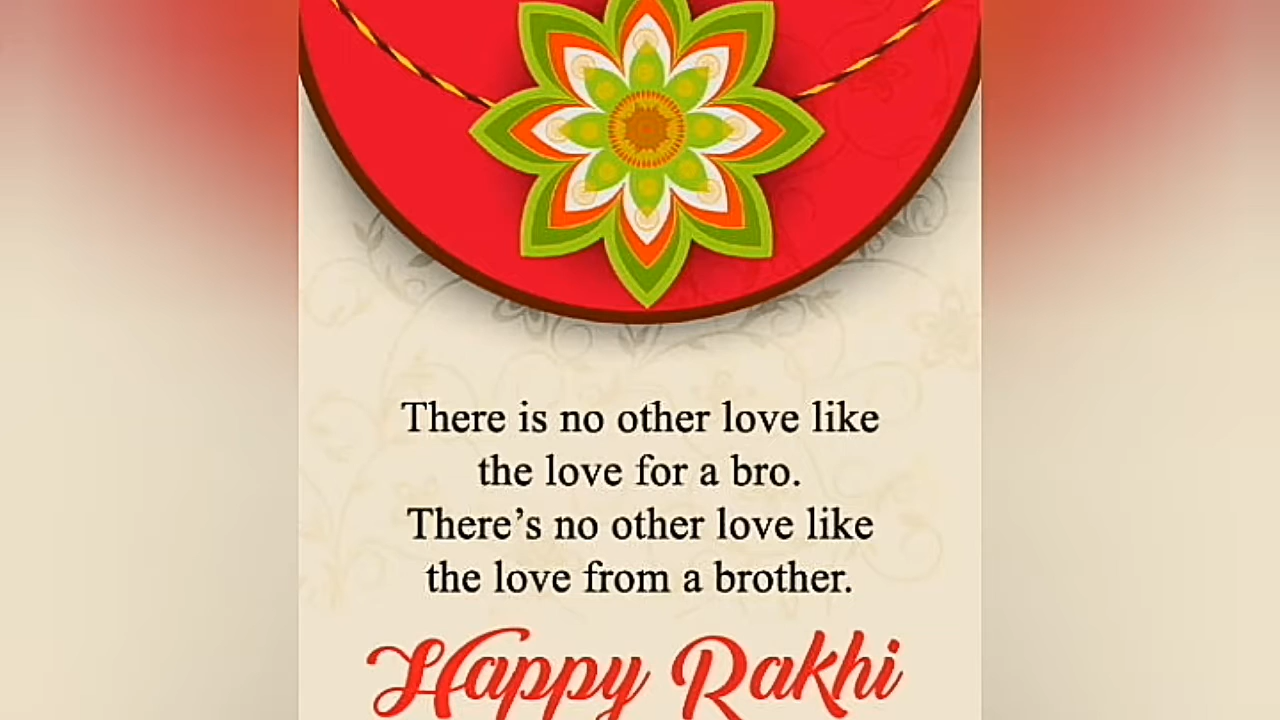 There is no other love like
the love for a bro.
There’s no other love like
the love from a brother.
Happy Rakhi